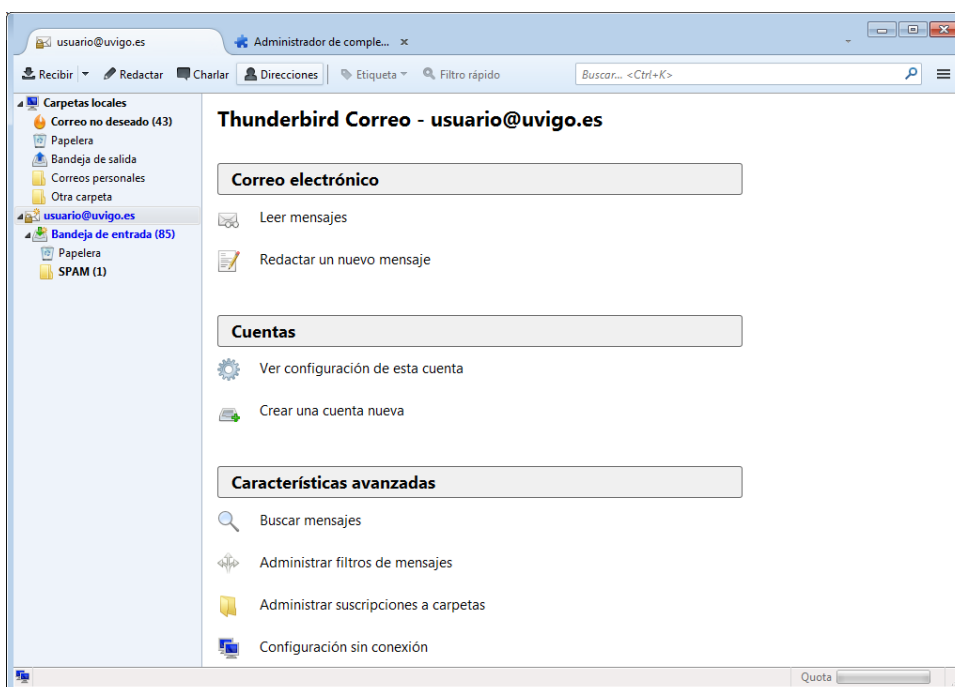 usuario@uvigo.es
Administrador de comple...
Recibir
Redactar
Charlar
Direcciones
Etiqueta
Filtro rápido
Buscar... <Ctrl+K>
Carpetas locales
Correo no deseado (43)
Papelera
Bandeja de salida
Correos personales
Otra carpeta
usuario@uvigo.es
Bandeja de entrada (85)
Papelera
SPAM (1)
Thunderbird Correo - usuario@uvigo.es
Correo electrónico
Leer mensajes
Redactar un nuevo mensaje
Cuentas
Ver configuración de esta cuenta
Crear una cuenta nueva
Características avanzadas
Buscar mensajes
Administrar filtros de mensajes
Administrar suscripciones a carpetas
Configuración sin conexión
Quota